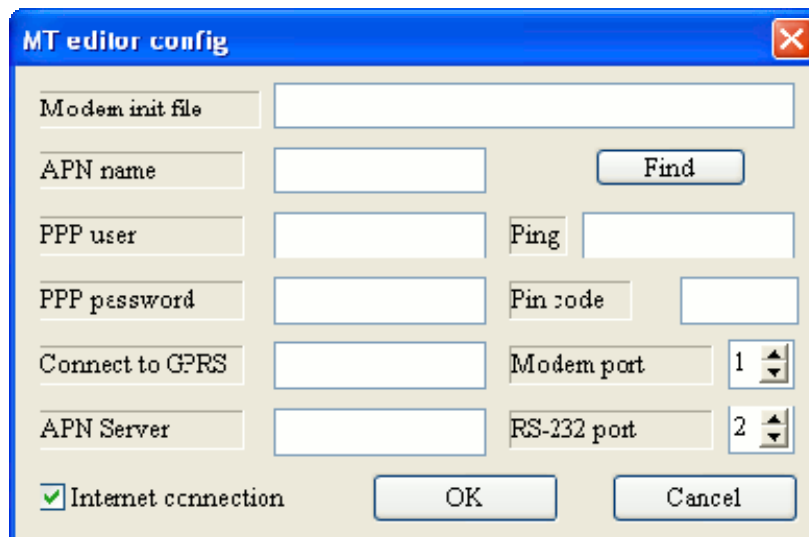 MT editor config
Modem init file
APN name
Find
PPP user
Ping
PPP password
Pin code
Connect to GPRS
Modem port
1
APN Server
RS-232 port
2
Internet connection
OK
Cancel